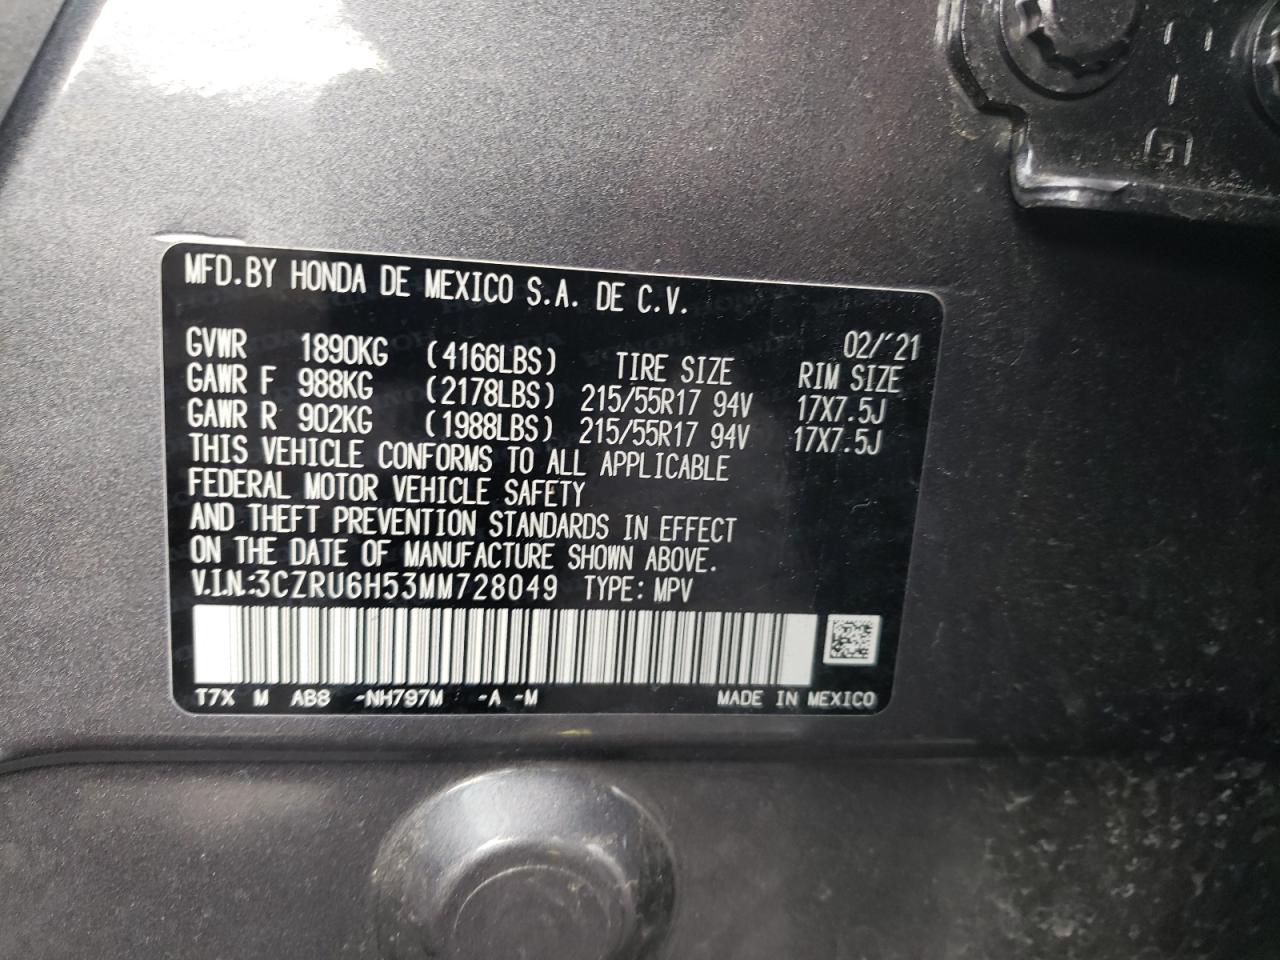 MFD.BY HONDA DE MEXICO S.A. DE C.V.
02/'21
GVWR 1890KG (4166LBS) TIRE SIZE RIM SIZE
GAWR F 988KG (2178LBS) 215/55R17 94V 17X7.5J
GAWR R 902KG (1988LBS) 215/55R17 94V 17X7.5J
THIS VEHICLE CONFORMS TO ALL APPLICABLE
FEDERAL MOTOR VEHICLE SAFETY
AND THEFT PREVENTION STANDARDS IN EFFECT
ON THE DATE OF MANUFACTURE SHOWN ABOVE.
V.I.N.:3CZRU6H53MM728049 TYPE: MPV
T7X M AB8 -NH797M -A -M MADE IN MEXICO